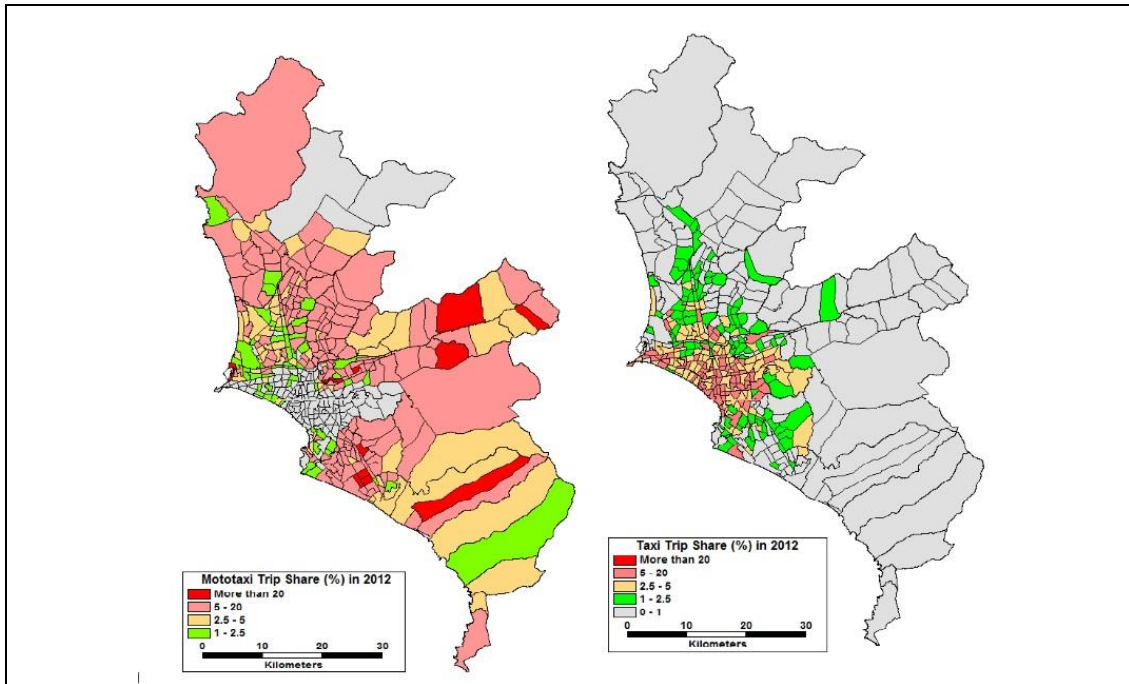 Mototaxi Trip Share (%) in 2012
More than 20
5 - 20
2.5 - 5
1 - 2.5
0 10 20 30
Kilometers
Taxi Trip Share (%) in 2012
More than 20
5 - 20
2.5 - 5
1 - 2.5
0 - 1
0 10 20 30
Kilometers